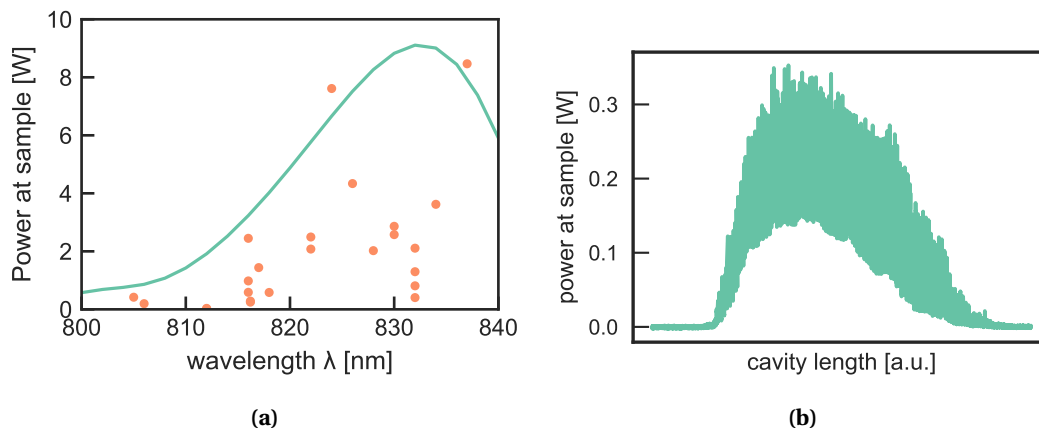 Power at sample [W]
10
8
6
4
2
0
800
810
820
830
840
wavelength λ [nm]
(a)
power at sample [W]
0.3
0.2
0.1
0.0
cavity length [a.u.]
(b)